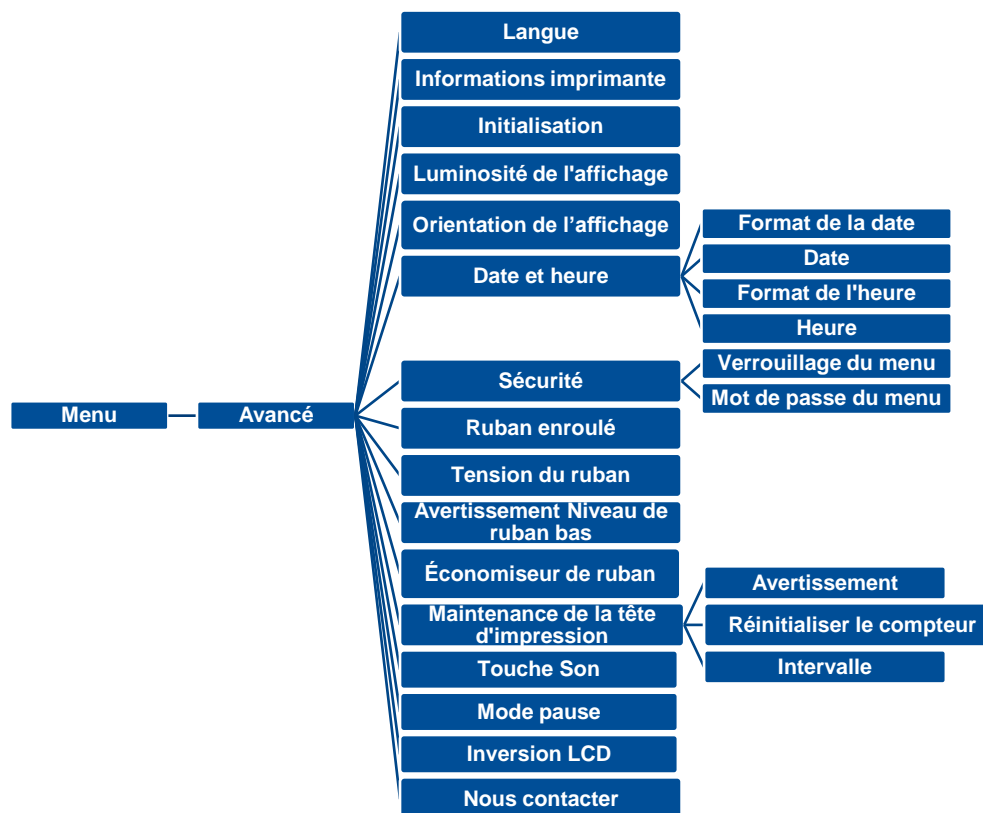 Langue
Informations imprimante
Initialisation
Luminosité de l'affichage
Orientation de l’affichage
Date et heure
Format de la date
Date
Format de l'heure
Heure
Sécurité
Verrouillage du menu
Mot de passe du menu
Menu
Avancé
Ruban enroulé
Tension du ruban
Avertissement Niveau de
ruban bas
Économiseur de ruban
Maintenance de la tête
d'impression
Avertissement
Réinitialiser le compteur
Intervalle
Touche Son
Mode pause
Inversion LCD
Nous contacter